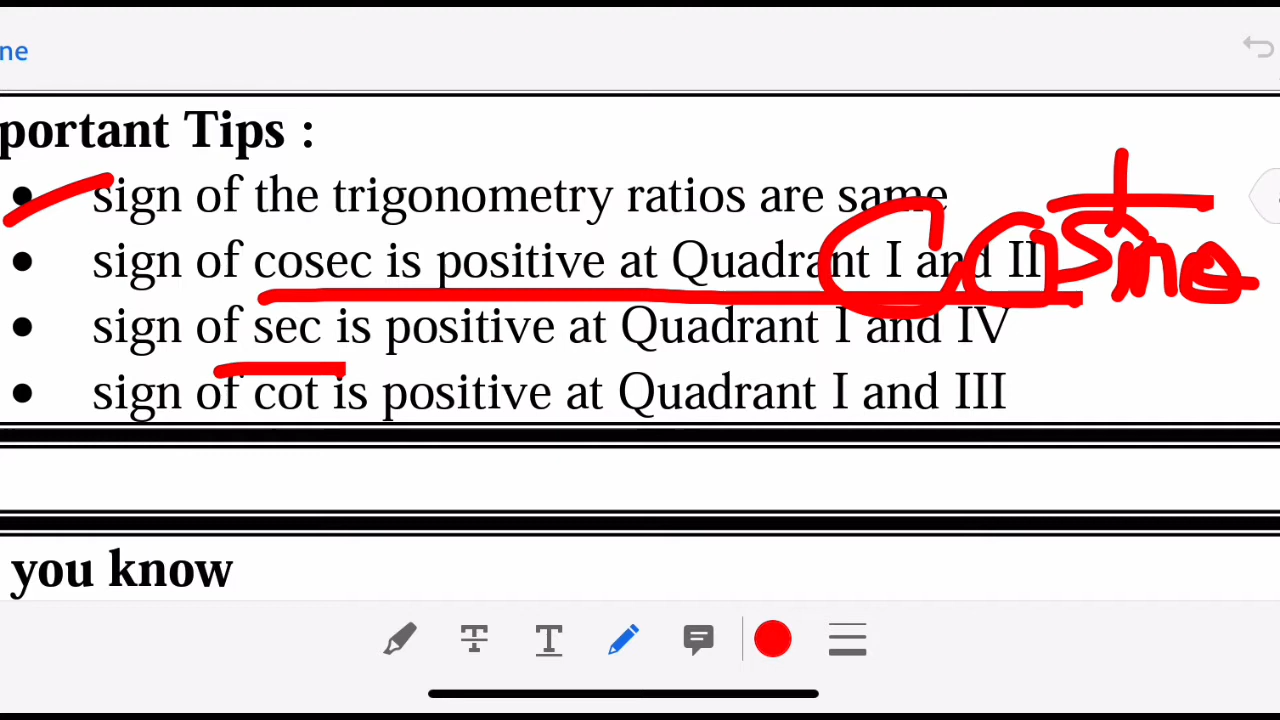 ne
portant Tips :
• sign of the trigonometry ratios are same
• sign of cosec is positive at Quadrant I and II
• sign of sec is positive at Quadrant I and IV
• sign of cot is positive at Quadrant I and III
you know